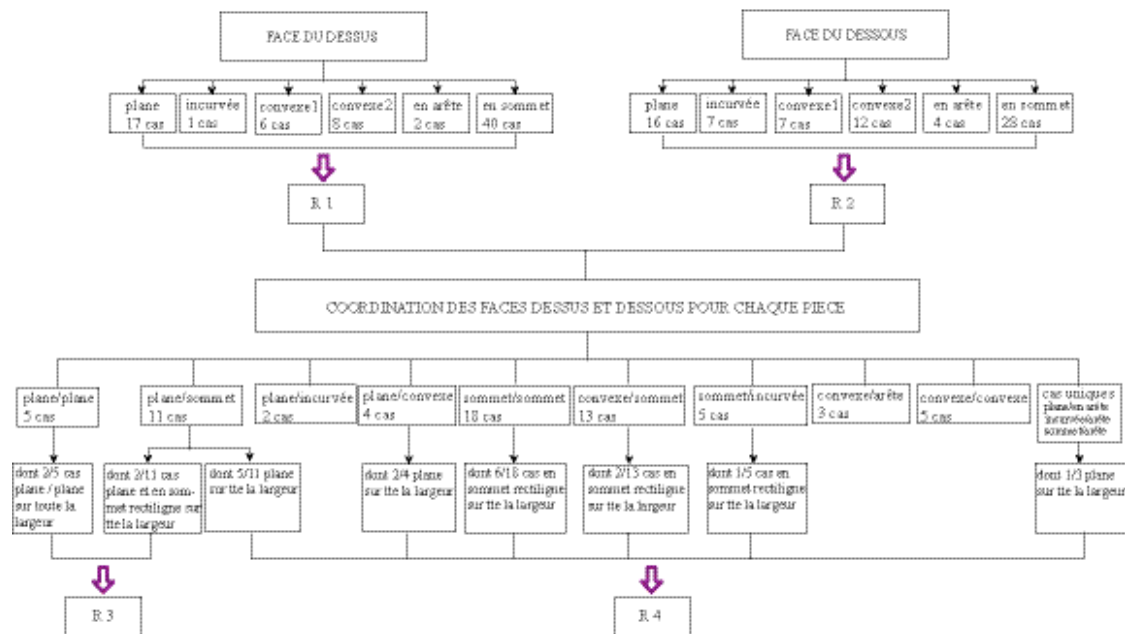 FACE DU DESSUS
FACE DU DESSOUS
plane
17 cas
incurvée
1 cas
convexe1
6 cas
convexe2
8 cas
en arête
2 cas
en sommet
40 cas
plane
16 cas
incurvée
7 cas
convexe1
7 cas
convexe2
12 cas
en arête
4 cas
en sommet
28 cas
R 1
R 2
COORDINATION DES FACES DESSUS ET DESSOUS POUR CHAQUE PIECE
plane/plane
5 cas
plane/sommet
11 cas
plane/incurvée
2 cas
plane/convexe
4 cas
sommet/sommet
18 cas
convexe/sommet
13 cas
sommet/incurvée
5 cas
convexe/arête
3 cas
convexe/convexe
5 cas
cas uniques
plane/en arête
incurvée/arête
sommet/arête
dont 2/5 cas
plane / plane
sur toute la
largeur
dont 2/11 cas
plane et en som-
met rectiligne sur
tte la largeur
dont 5/11 plane
sur tte la largeur
dont 2/4 plane
sur tte la largeur
dont 6/18 cas en
sommet rectiligne
sur tte la largeur
dont 2/13 cas en
sommet rectiligne
sur tte la largeur
dont 1/5 cas en
sommet rectiligne
sur tte la largeur
dont 1/3 plane
sur tte la largeur
R 3
R 4